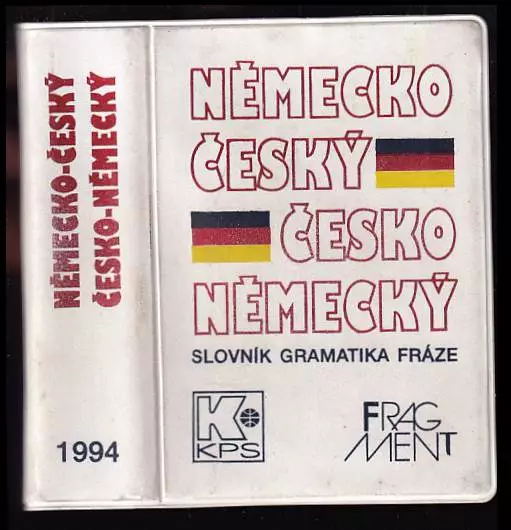 NĚMECKO-ČESKÝ
ČESKO-NĚMECKÝ
1994
NĚMECKO
ČESKÝ
ČESKO
NĚMECKÝ
SLOVNÍK GRAMATIKA FRÁZE
K
KPS
FRAG
MENT